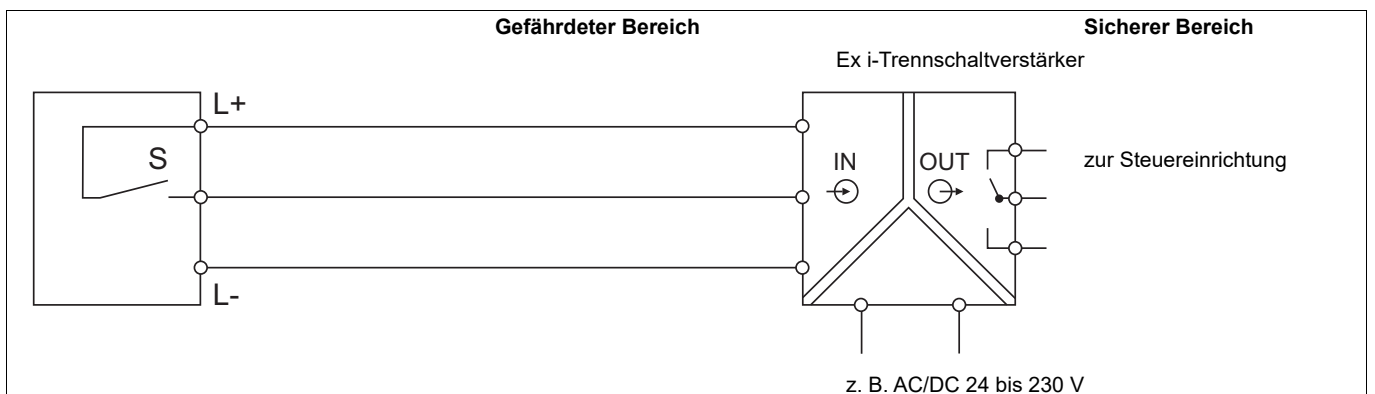 Gefährdeter Bereich
Sicherer Bereich
Ex i-Trennschaltverstärker
L+
S
IN
OUT
zur Steuereinrichtung
L-
z. B. AC/DC 24 bis 230 V